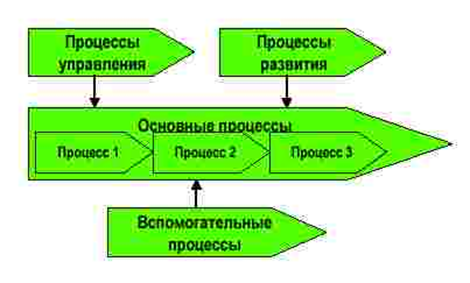 Процессы
управления
Процессы
развития
Основные процессы
Процесс 1
Процесс 2
Процесс 3
Вспомогательные
процессы